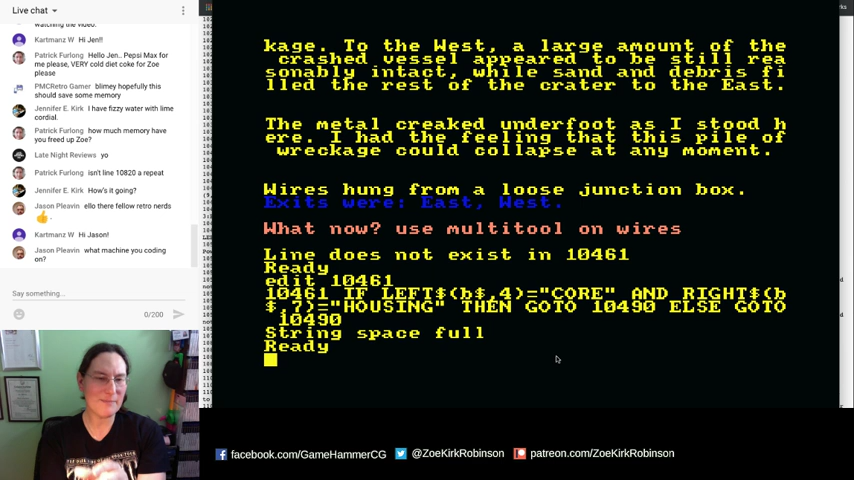 Live chat
watching the video.
Kartmanz W Hi Jen!!
Patrick Furlong Hello Jen.. Pepsi Max for
me please, VERY cold diet coke for Zoe
please
PMCRetro Gamer blimey hopefully this
should save some memory
Jennifer E. Kirk I have fizzy water with lime
cordial.
Patrick Furlong how much memory have
you freed up Zoe?
Late Night Reviews yo
Patrick Furlong isn't line 10820 a repeat
Jennifer E. Kirk How's it going?
Jason Pleavin ello there fellow retro nerds
Kartmanz W Hi Jason!
Jason Pleavin what machine you coding
on?
Say something...
0/200
kage. To the West, a large amount of the
crashed vessel appeared to be still rea
sonably intact, while sand and debris fi
lled the rest of the crater to the East.
The metal creaked underfoot as I stood h
ere. I had the feeling that this pile of
wreckage could collapse at any moment.
Wires hung from a loose junction box.
Exits were: East, West.
What now? use multitool on wires
Line does not exist in 10461
Ready
edit 10461
10461 IF LEFT$(b$,4)="CORE" AND RIGHT$(b
$,7)="HOUSING" THEN GOTO 10490 ELSE GOTO
10490
String space full
Ready
facebook.com/GameHammerCG @ZoeKirkRobinson patreon.com/ZoeKirkRobinson